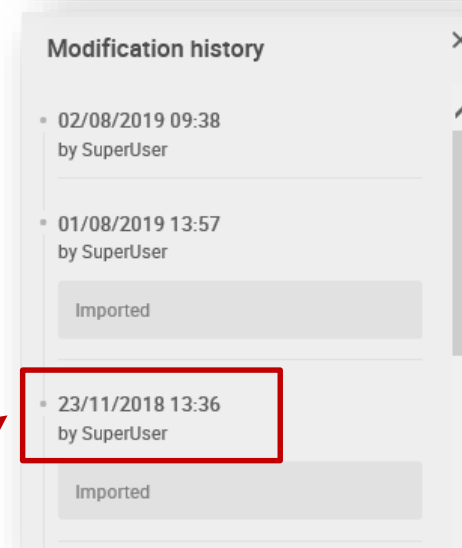 Modification history
02/08/2019 09:38
by SuperUser
01/08/2019 13:57
by SuperUser
Imported
23/11/2018 13:36
by SuperUser
Imported